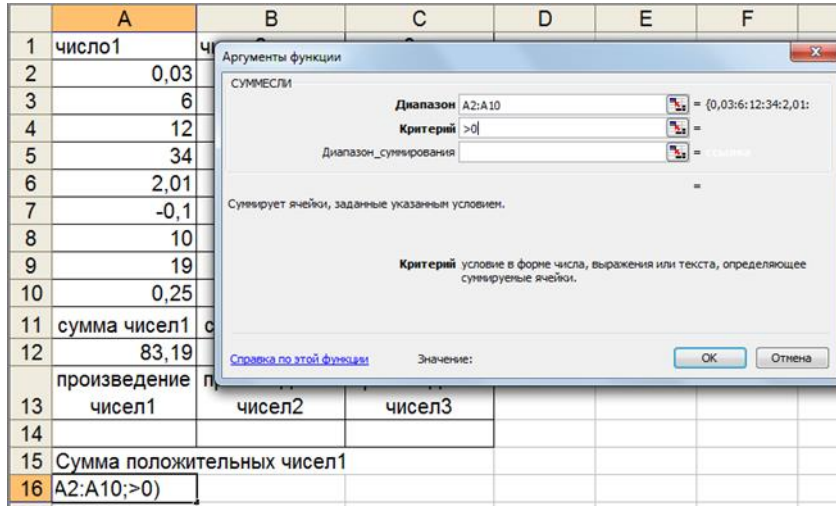 A B C D E F
1 число1
Аргументы функции
2 0,03
СУММЕСЛИ
3 6
Диапазон A2:A10 = {0,03:6:12:34:2,01:
4 12
Критерий >0 =
5 34
Диапазон_суммирования =
6 2,01
=
7 -0,1
Суммирует ячейки, заданные указанным условием.
8 10
9 19
Критерий условие в форме числа, выражения или текста, определяющее
суммируемые ячейки.
10 0,25
11 сумма чисел1
12 83,19
Справка по этой функции Значение: ОК Отмена
произведение
13 чисел1 чисел2 чисел3
14
15 Сумма положительных чисел1
16 A2:A10;>0)